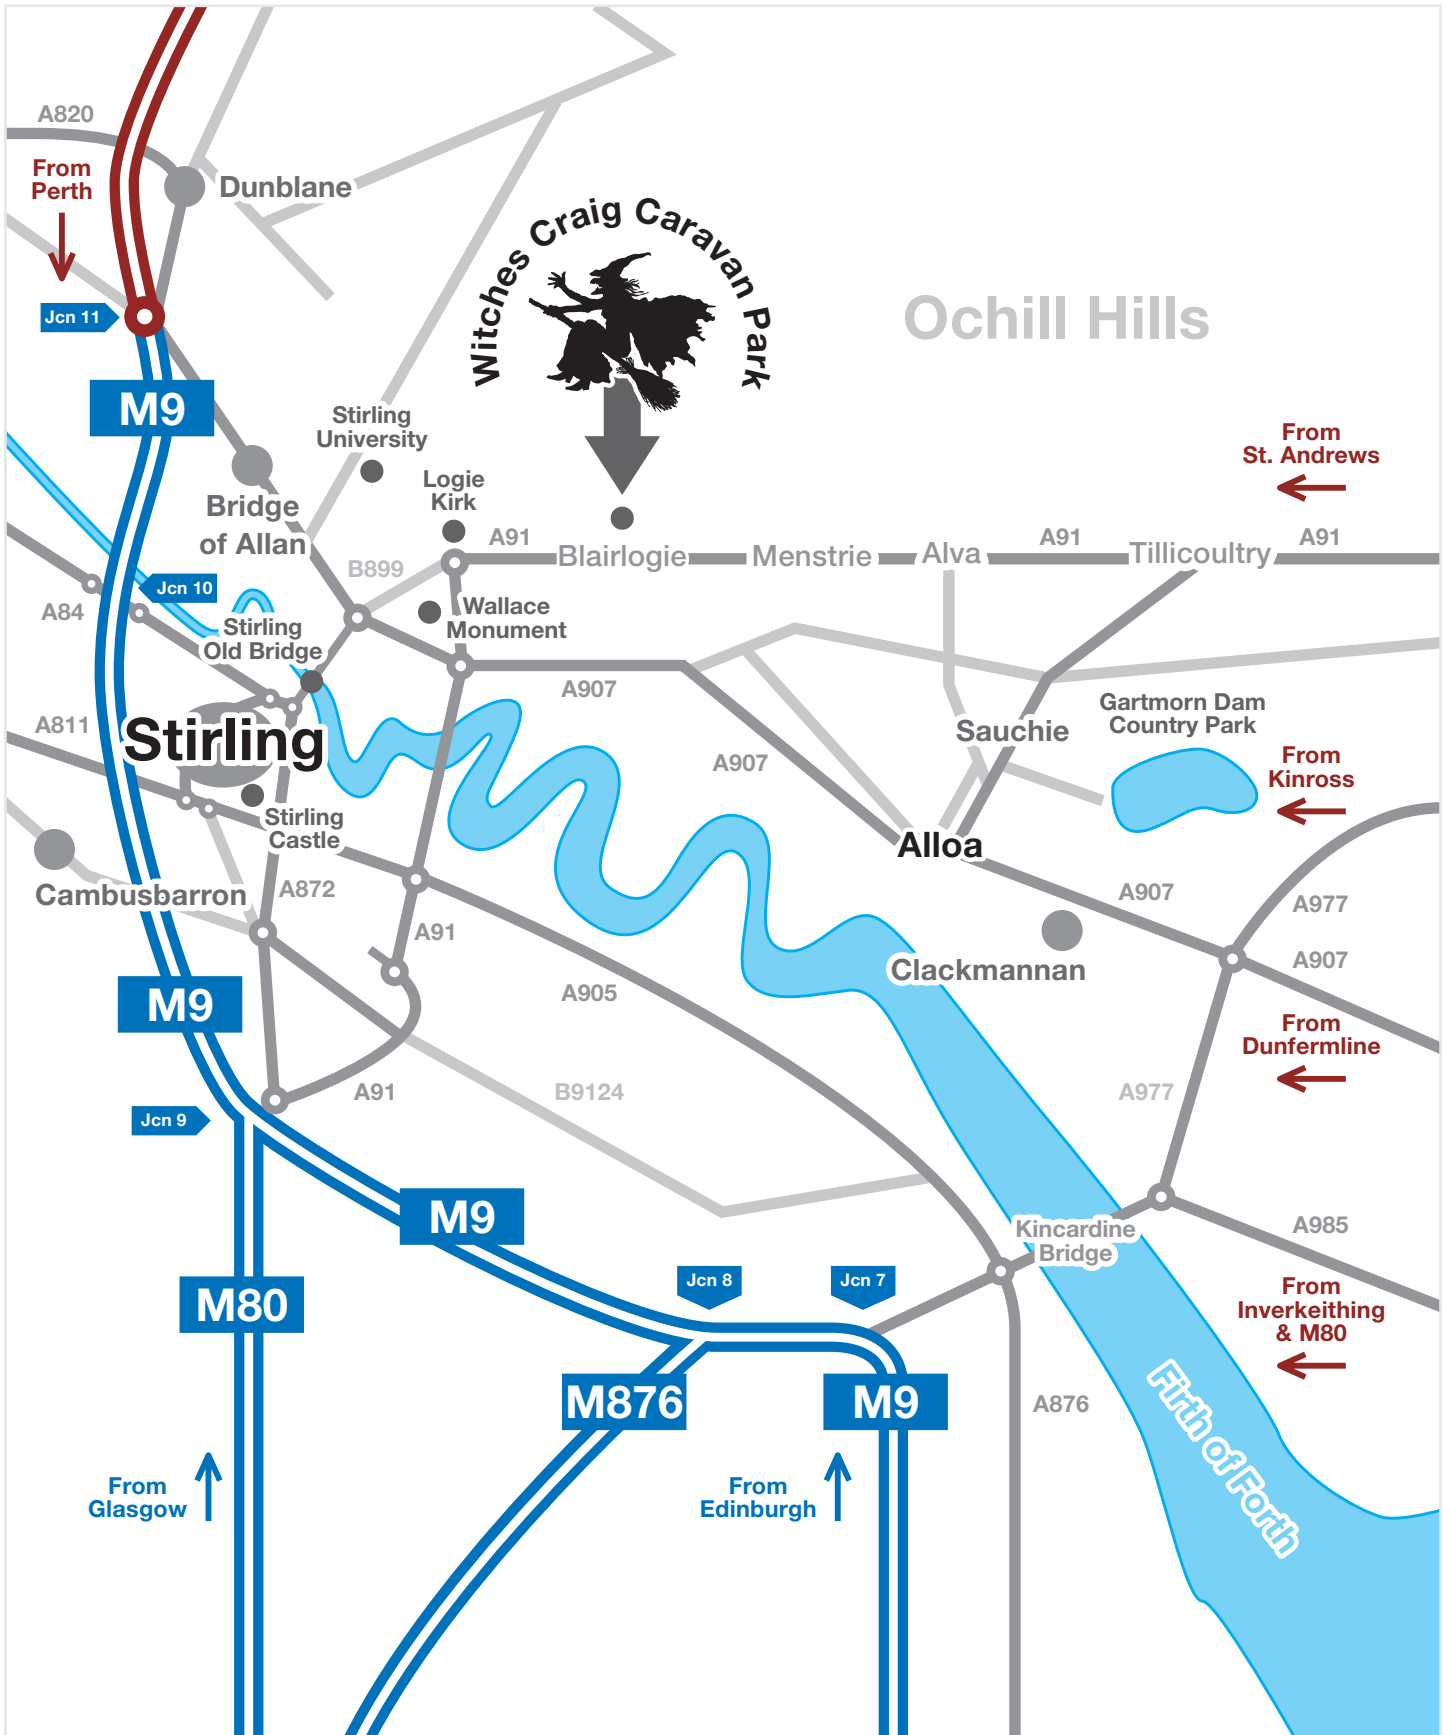 A820
From
Perth
Dunblane
Witches Craig Caravan Park
Ochill Hills
Jcn 11
M9
Stirling
University
Logie
Kirk
From
St. Andrews
Bridge
of Allan
A91
Blairlogie
Menstrie
Alva
A91
Tillicoultry
A91
B899
Jcn 10
A84
Wallace
Monument
Stirling
Old Bridge
A907
A811
Stirling
Sauchie
Gartmorn Dam
Country Park
A907
From
Kinross
Stirling
Castle
Alloa
Cambusbarron
A872
A907
A977
A91
Clackmannan
A907
M9
A905
From
Dunfermline
A91
B9124
A977
Jcn 9
M9
Kincardine
Bridge
A985
Jcn 8
Jcn 7
M80
From
Inverkeithing
& M80
M876
M9
A876
Firth of Forth
From
Glasgow
From
Edinburgh